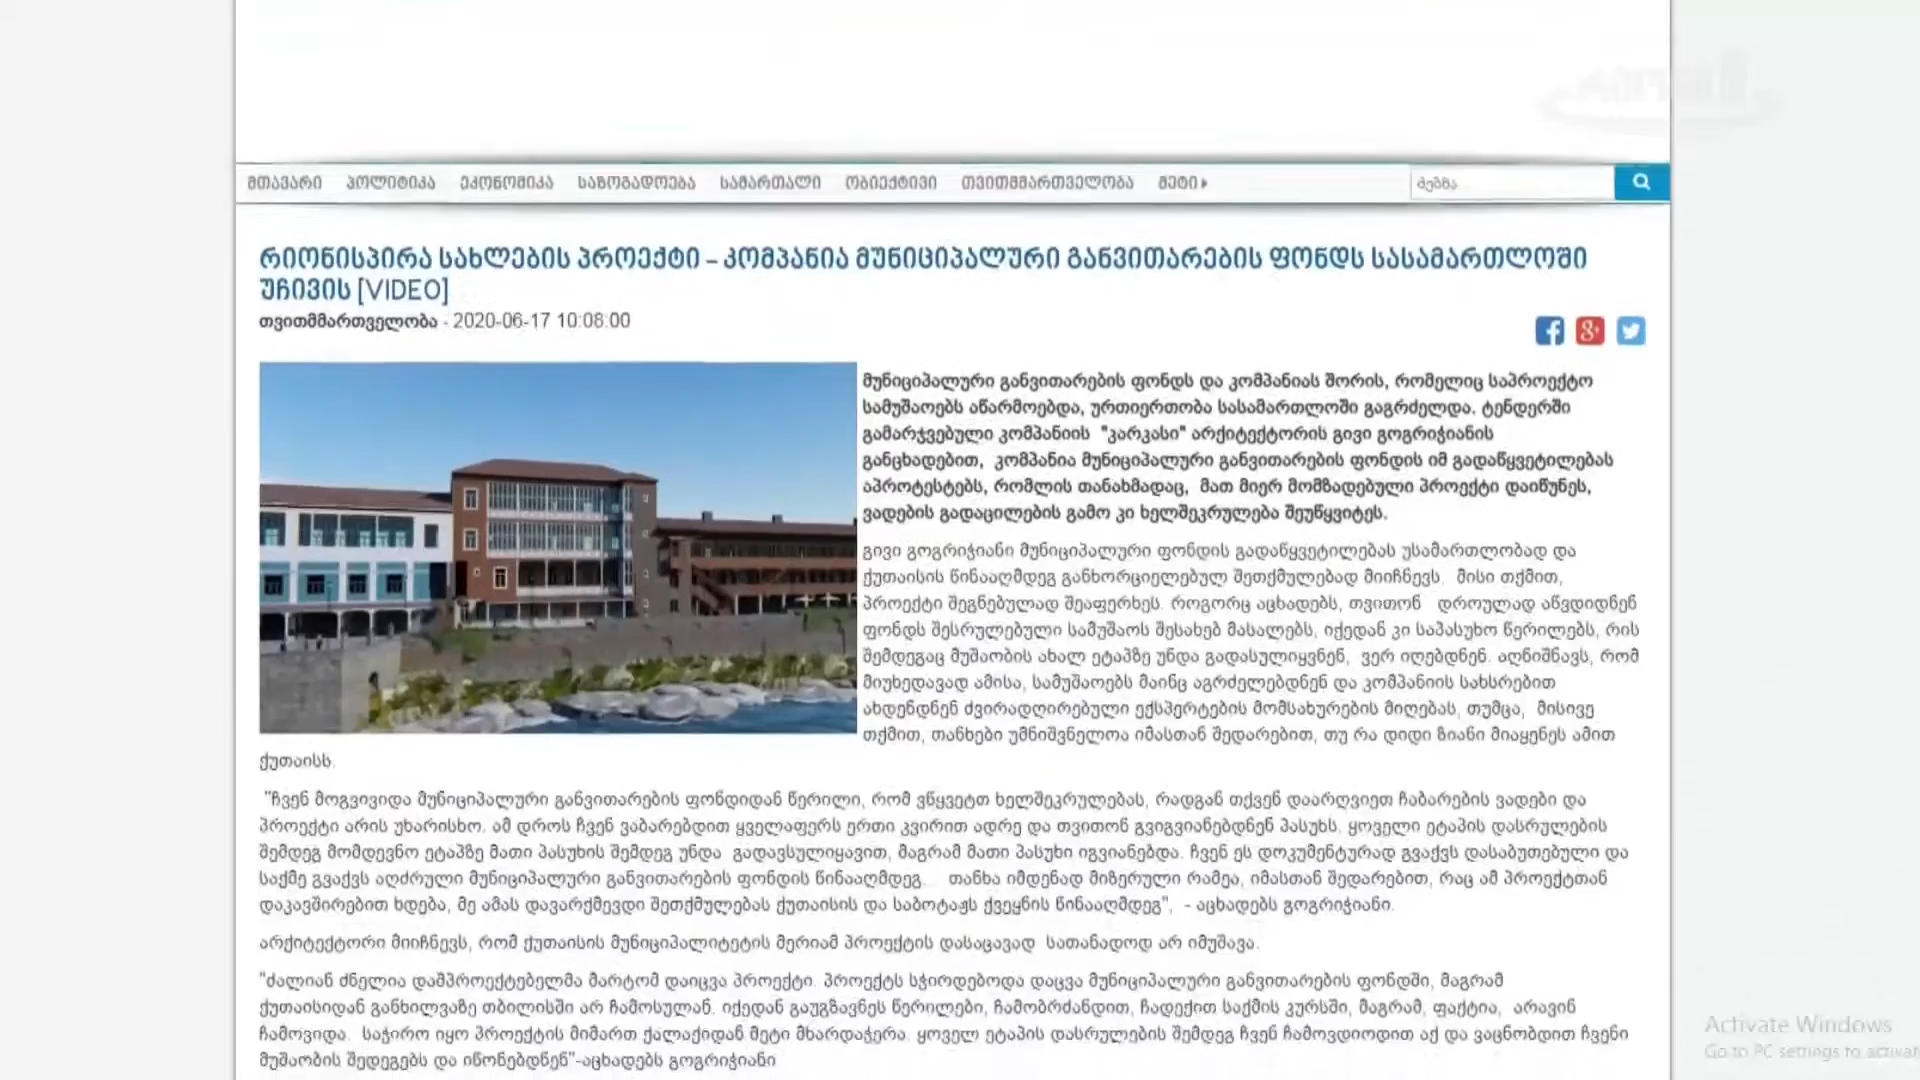 მთავარი პოლიტიკა ეკონომიკა საზოგადოება სამართალი ობიექტივი თვითმმართველობა მეტი
ძებნა
რიონისპირა სახლების პროექტი – კომპანია მუნიციპალური განვითარების ფონდს სასამართლოში
უჩივის [VIDEO]
თვითმმართველობა - 2020-06-17 10:08:00
მუნიციპალური განვითარების ფონდს და კომპანიას შორის, რომელიც საპროექტო
სამუშაოებს აწარმოებდა, ურთიერთობა სასამართლოში გაგრძელდა. ტენდერში
გამარჯვებული კომპანიის "კარკასი" არქიტექტორის გივი გოგრიჭიანის
განცხადებით, კომპანია მუნიციპალური განვითარების ფონდის იმ გადაწყვეტილებას
აპროტესტებს, რომლის თანახმადაც, მათ მიერ მომზადებული პროექტი დაიწუნეს,
ვადების გადაცილების გამო კი ხელშეკრულება შეუწყვიტეს.
გივი გოგრიჭიანი მუნიციპალური ფონდის გადაწყვეტილებას უსამართლობად და
ქუთაისის წინააღმდეგ განხორციელებულ შეთქმულებად მიიჩნევს. მისი თქმით,
პროექტი შეგნებულად შეაფერხეს. როგორც აცხადებს, თვითონ დროულად აწვდიდნენ
ფონდს შესრულებული სამუშაოს შესახებ მასალებს, იქედან კი საპასუხო წერილებს, რის
შემდეგაც მუშაობის ახალ ეტაპზე უნდა გადასულიყვნენ, ვერ იღებდნენ. აღნიშნავს, რომ
მიუხედავად ამისა, სამუშაოებს მაინც აგრძელებდნენ და კომპანიის სახსრებით
ახდენდნენ ძვირადღირებული ექსპერტების მომსახურების მიღებას, თუმცა, მისივე
თქმით, თანხები უმნიშვნელოა იმასთან შედარებით, თუ რა დიდი ზიანი მიაყენეს ამით
ქუთაისს.
"ჩვენ მოგვივიდა მუნიციპალური განვითარების ფონდიდან წერილი, რომ ვწყვეტთ ხელშეკრულებას, რადგან თქვენ დაარღვიეთ ჩაბარების ვადები და
პროექტი არის უხარისხო. ამ დროს ჩვენ ვაბარებდით ყველაფერს ერთი კვირით ადრე და თვითონ გვიგვიანებდნენ პასუხს. ყოველი ეტაპის დასრულების
შემდეგ მომდევნო ეტაპზე მათი პასუხის შემდეგ უნდა გადავსულიყავით, მაგრამ მათი პასუხი იგვიანებდა. ჩვენ ეს დოკუმენტურად გვაქვს დასაბუთებული და
საქმე გვაქვს აღძრული მუნიციპალური განვითარების ფონდის წინააღმდეგ... თანხა იმდენად მიზერული რამეა, იმასთან შედარებით, რაც ამ პროექტთან
დაკავშირებით ხდება, მე ამას დავარქმევდი შეთქმულებას ქუთაისის და საბოტაჟს ქვეყნის წინააღმდეგ", - აცხადებს გოგრიჭიანი.
არქიტექტორი მიიჩნევს, რომ ქუთაისის მუნიციპალიტეტის მერიამ პროექტის დასაცავად სათანადოდ არ იმუშავა.
"ძალიან ძნელია დამპროექტებელმა მარტომ დაიცვა პროექტი. პროექტს სჭირდებოდა დაცვა მუნიციპალური განვითარების ფონდში, მაგრამ
ქუთაისიდან განხილვაზე თბილისში არ ჩამოსულან. იქედან გაუგზავნეს წერილები, ჩამობრძანდით, ჩადექით საქმის კურსში, მაგრამ, ფაქტია, არავინ
ჩამოვიდა. საჭირო იყო პროექტის მიმართ ქალაქიდან მეტი მხარდაჭერა. ყოველ ეტაპის დასრულების შემდეგ ჩვენ ჩამოვდიოდით აქ და ვაცნობდით ჩვენი
მუშაობის შედეგებს და იწონებდნენ"-აცხადებს გოგრიჭიანი
Activate Windows
Go to PC settings to activat